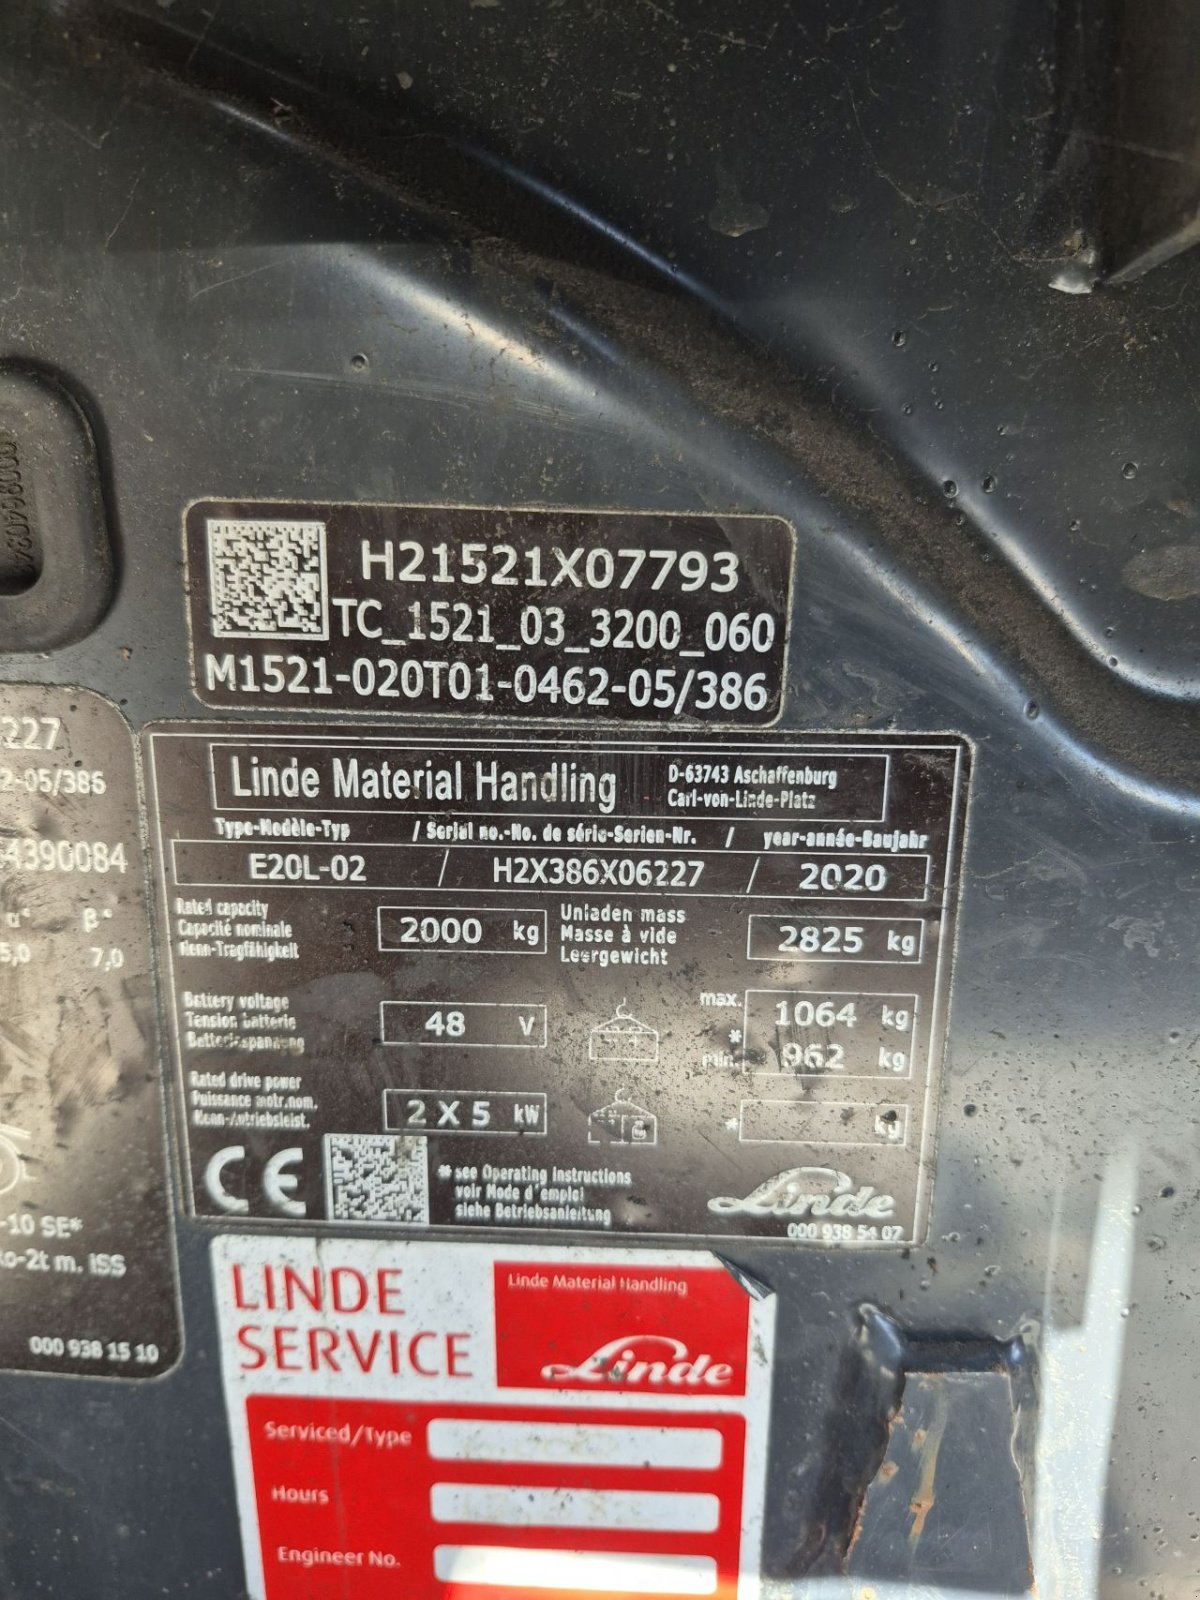 H21521X07793
TC_1521_03_3200_060
M1521-020T01-0462-05/386
227
2-05/386
4390084
α° β°
5,0 7,0
-10 SE*
o-2t m. ISS
000 938 15 10
Linde Material Handling
D-63743 Aschaffenburg
Carl-von-Linde-Platz
Type-Modèle-Typ / Serial no.-No. de série-Serien-Nr. / year-année-Baujahr
E20L-02 / H2X386X06227 / 2020
Rated capacity
Capacité nominale
Nenn-Tragfähigkeit
2000 kg
Unladen mass
Masse à vide
Leergewicht
2825 kg
Battery voltage
Tension batterie
Batteriespannung
48 V
max. 1064 kg
*
min. 962 kg
Rated drive power
Puissance motr.nom.
Nenn-Antriebsleist.
2 X 5 kW
* kg
CE
* see Operating instructions
voir Mode d'emploi
siehe Betriebsanleitung
Linde
000 938 54 07
LINDE
SERVICE
Linde Material Handling
Linde
Serviced/Type
Hours
Engineer No.